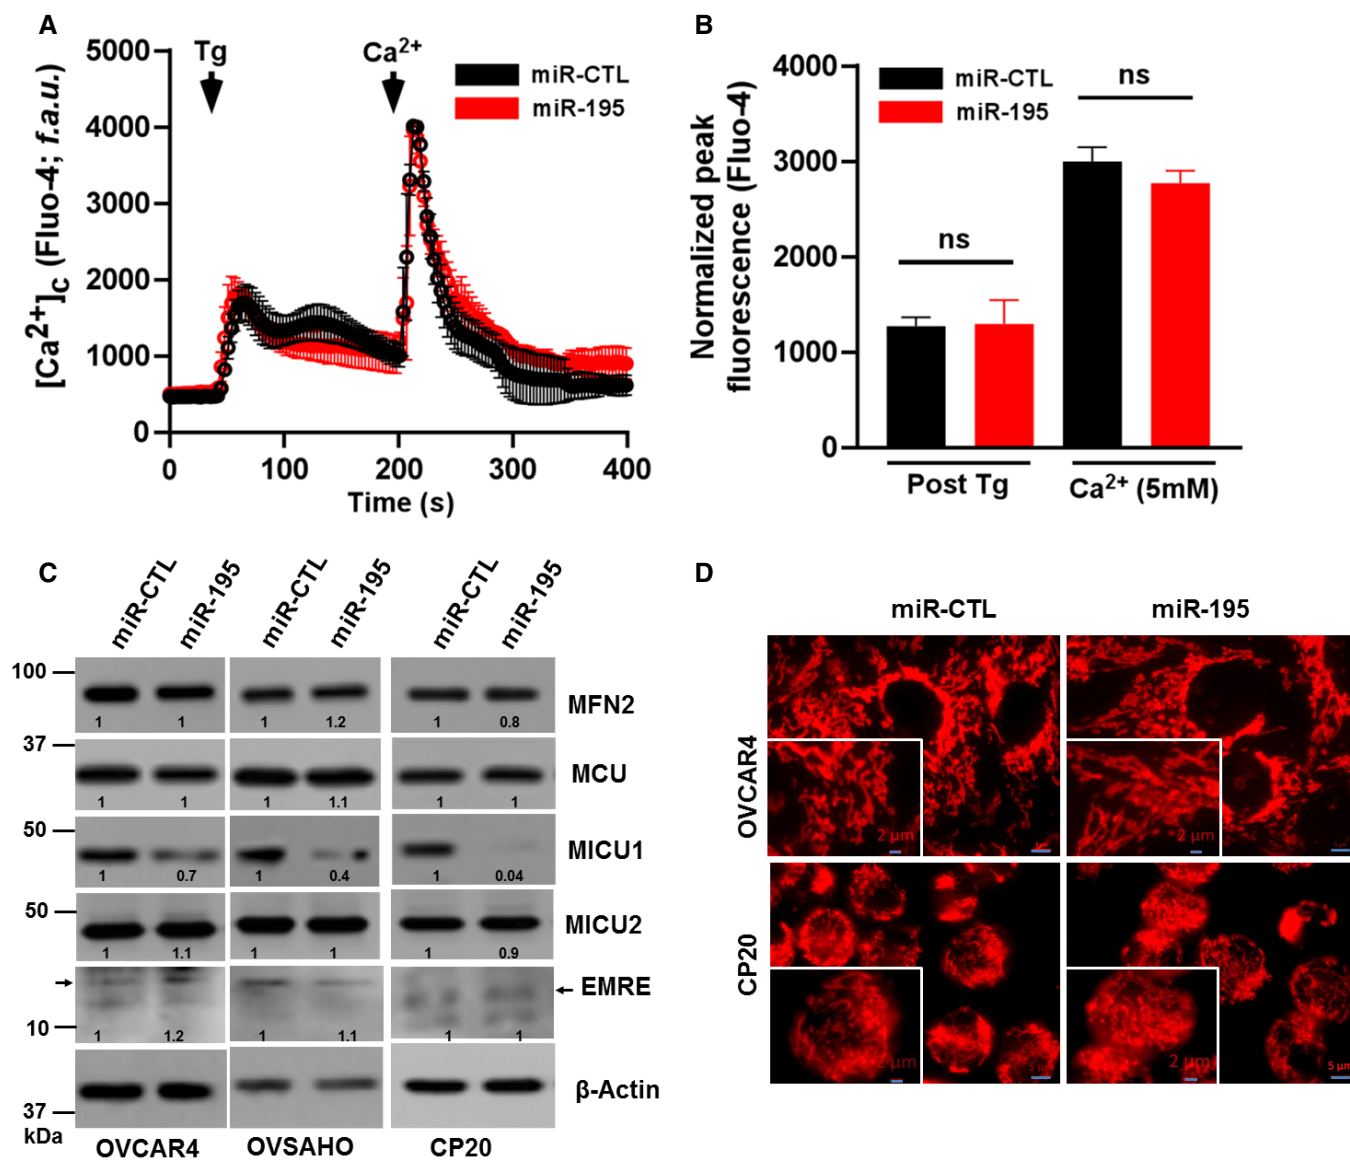 A
5000
4000
3000
2000
1000
0
[Ca2+]C (Fluo-4; f.a.u.)
Tg
Ca2+
miR-CTL
miR-195
0 100 200 300 400
Time (s)
B
4000
3000
2000
1000
0
Normalized peak
fluorescence (Fluo-4)
miR-CTL
miR-195
ns
ns
Post Tg
Ca2+ (5mM)
C
miR-CTL miR-195 miR-CTL miR-195 miR-CTL miR-195
100
1 1 1 1.2 1 0.8
MFN2
37
1 1 1 1.1 1 1
MCU
50
1 0.7 1 0.4 1 0.04
MICU1
50
1 1.1 1 1 1 0.9
MICU2
10
1 1.2 1 1.1 1 1
EMRE
β-Actin
37
kDa
OVCAR4 OVSAHO CP20
D
miR-CTL miR-195
OVCAR4
2 μm
2 μm
CP20
2 μm
5 μm
2 μm
5 μm